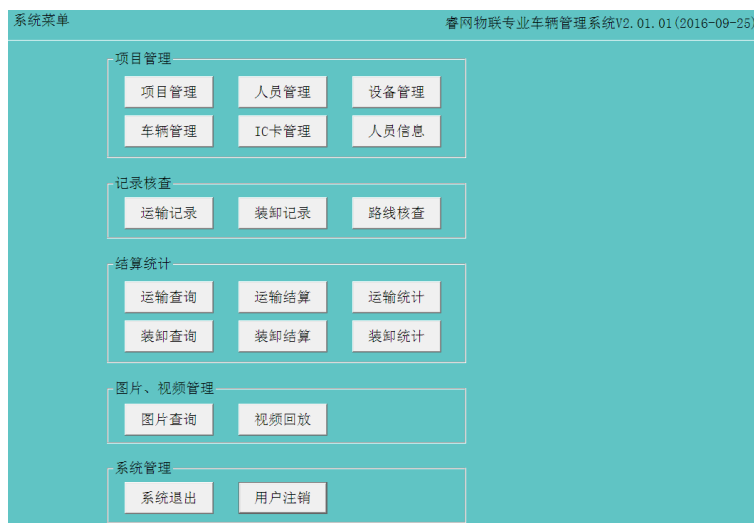 系统菜单 睿网物联专业车辆管理系统V2.01.01(2016-09-25)
项目管理
项目管理 人员管理 设备管理
车辆管理 IC卡管理 人员信息
记录核查
运输记录 装卸记录 路线核查
结算统计
运输查询 运输结算 运输统计
装卸查询 装卸结算 装卸统计
图片、视频管理
图片查询 视频回放
系统管理
系统退出 用户注销